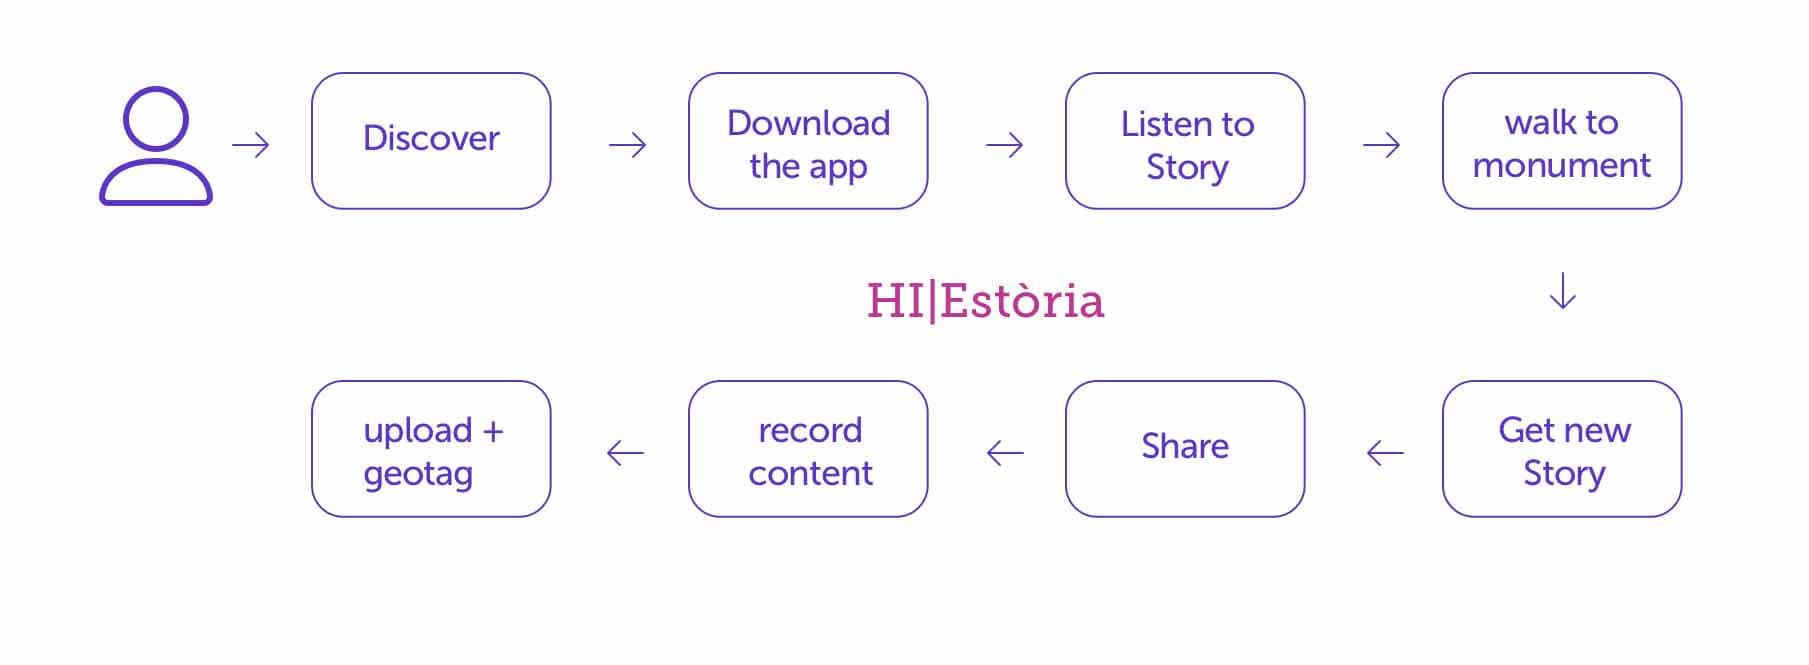 Discover
Download
the app
Listen to
Story
walk to
monument
HI|Estòria
upload +
geotag
record
content
Share
Get new
Story